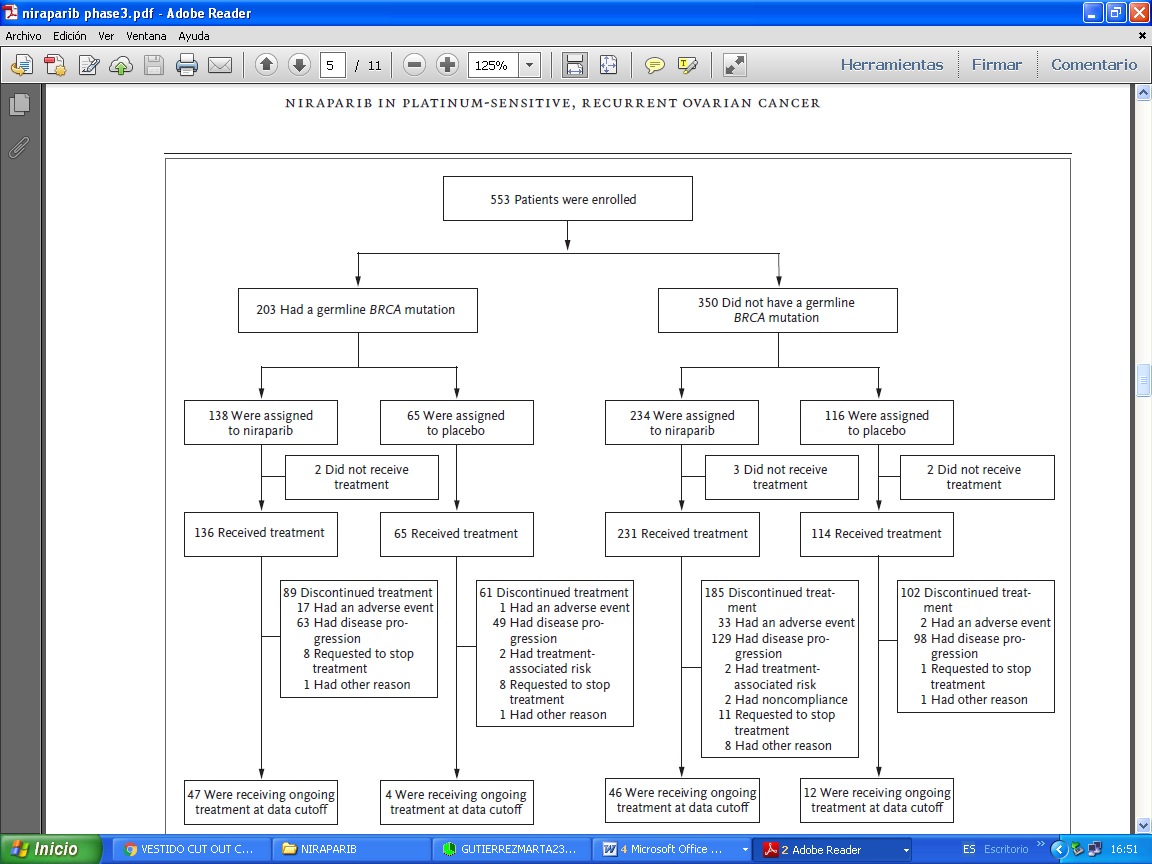 niraparib phase3.pdf - Adobe Reader
Archivo Edición Ver Ventana Ayuda
5 / 11 125% Herramientas Firmar Comentario
NIRAPARIB IN PLATINUM-SENSITIVE, RECURRENT OVARIAN CANCER
553 Patients were enrolled
203 Had a germline BRCA mutation
350 Did not have a germline
BRCA mutation
138 Were assigned
to niraparib
65 Were assigned
to placebo
234 Were assigned
to niraparib
116 Were assigned
to placebo
2 Did not receive
treatment
3 Did not receive
treatment
2 Did not receive
treatment
136 Received treatment
65 Received treatment
231 Received treatment
114 Received treatment
89 Discontinued treatment
17 Had an adverse event
63 Had disease pro-
gression
8 Requested to stop
treatment
1 Had other reason
61 Discontinued treatment
1 Had an adverse event
49 Had disease pro-
gression
2 Had treatment-
associated risk
8 Requested to stop
treatment
1 Had other reason
185 Discontinued treat-
ment
33 Had an adverse event
129 Had disease pro-
gression
2 Had treatment-
associated risk
2 Had noncompliance
11 Requested to stop
treatment
8 Had other reason
102 Discontinued treat-
ment
2 Had an adverse event
98 Had disease pro-
gression
1 Requested to stop
treatment
1 Had other reason
47 Were receiving ongoing
treatment at data cutoff
4 Were receiving ongoing
treatment at data cutoff
46 Were receiving ongoing
treatment at data cutoff
12 Were receiving ongoing
treatment at data cutoff
Inicio VESTIDO CUT OUT C... NIRAPARIB GUTIERREZMARTA23... 4 Microsoft Office ... 2 Adobe Reader ES Escritorio » 16:51